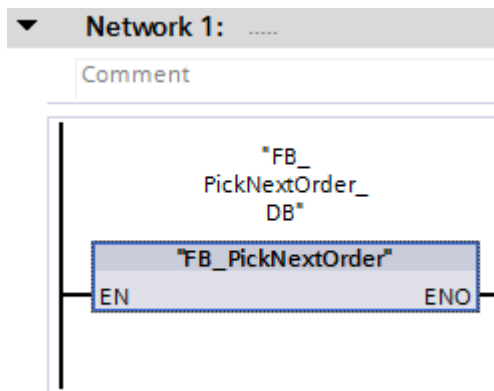 Network 1: .....
Comment
"FB_
PickNextOrder_
DB"
"FB_PickNextOrder"
EN ENO